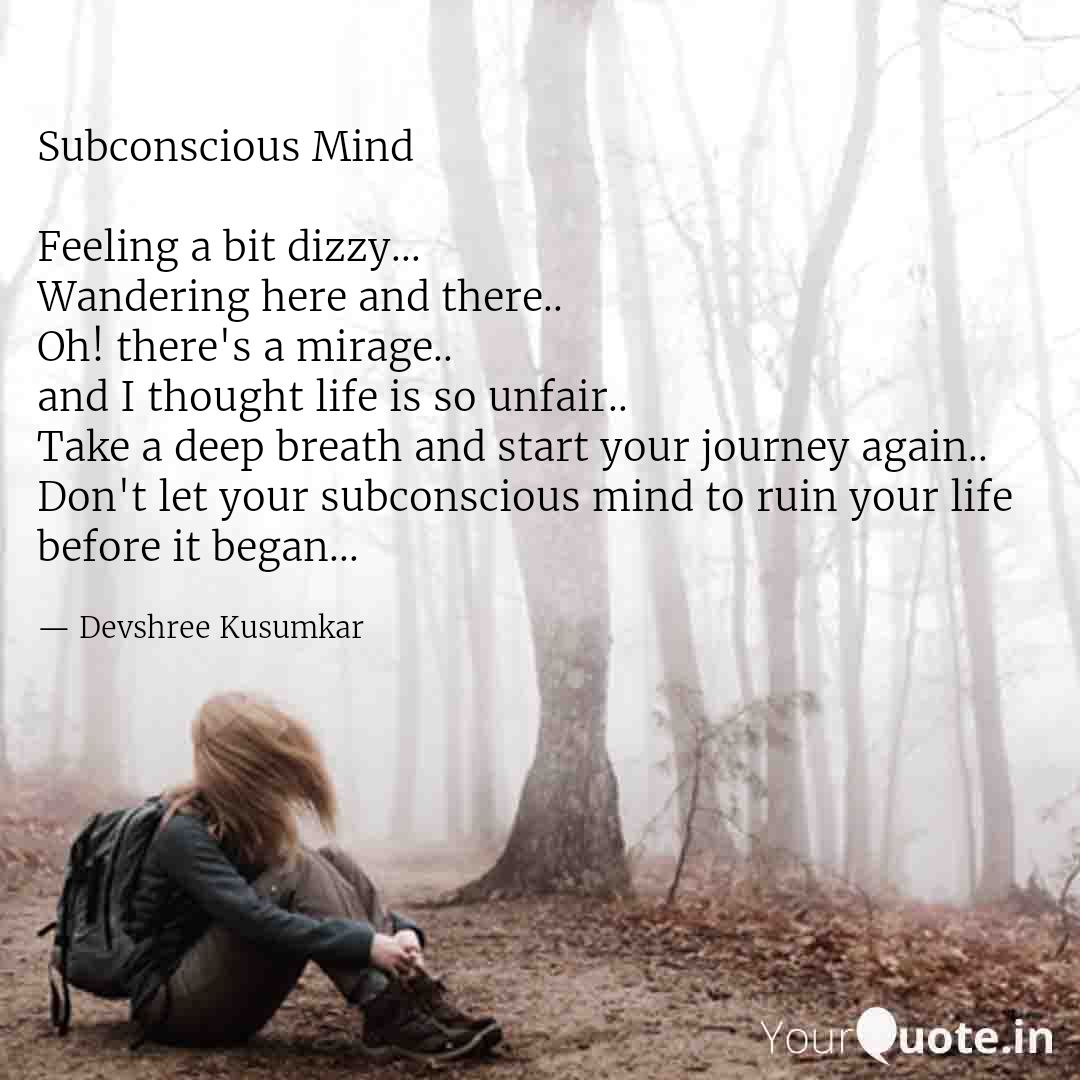 Subconscious Mind
Feeling a bit dizzy...
Wandering here and there..
Oh! there's a mirage..
and I thought life is so unfair..
Take a deep breath and start your journey again..
Don't let your subconscious mind to ruin your life
before it began...
— Devshree Kusumkar
YourQuote.in